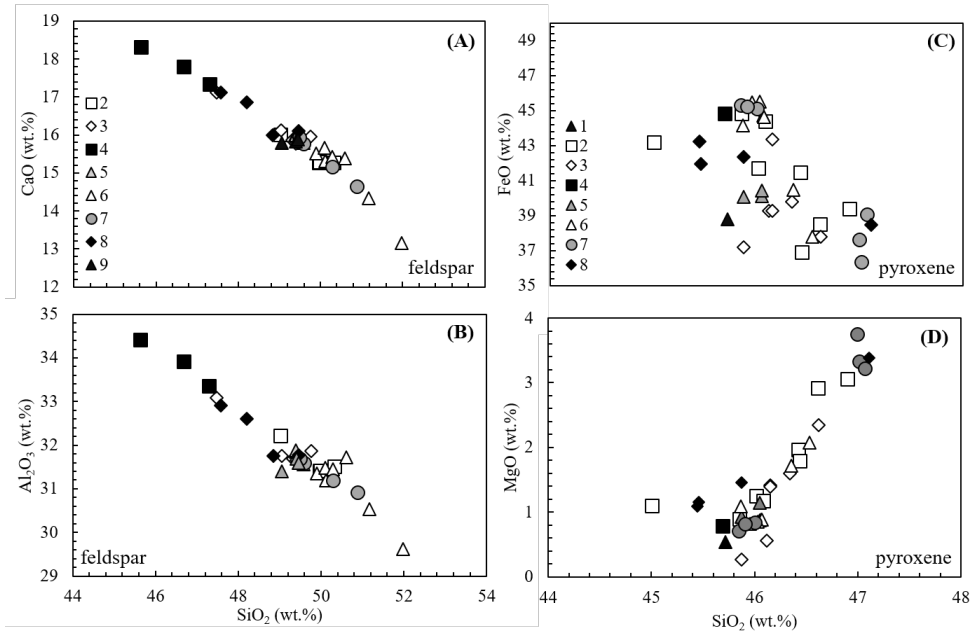 (A)
CaO (wt.%)
19
18
17
16
15
14
13
12
2
3
4
5
6
7
8
9
feldspar
(C)
FeO (wt.%)
49
47
45
43
41
39
37
35
1
2
3
4
5
6
7
8
pyroxene
(B)
Al₂O₃ (wt.%)
35
34
33
32
31
30
29
feldspar
44 46 48 50 52 54
SiO₂ (wt.%)
(D)
MgO (wt.%)
4
3
2
1
0
pyroxene
44 45 46 47 48
SiO₂ (wt.%)